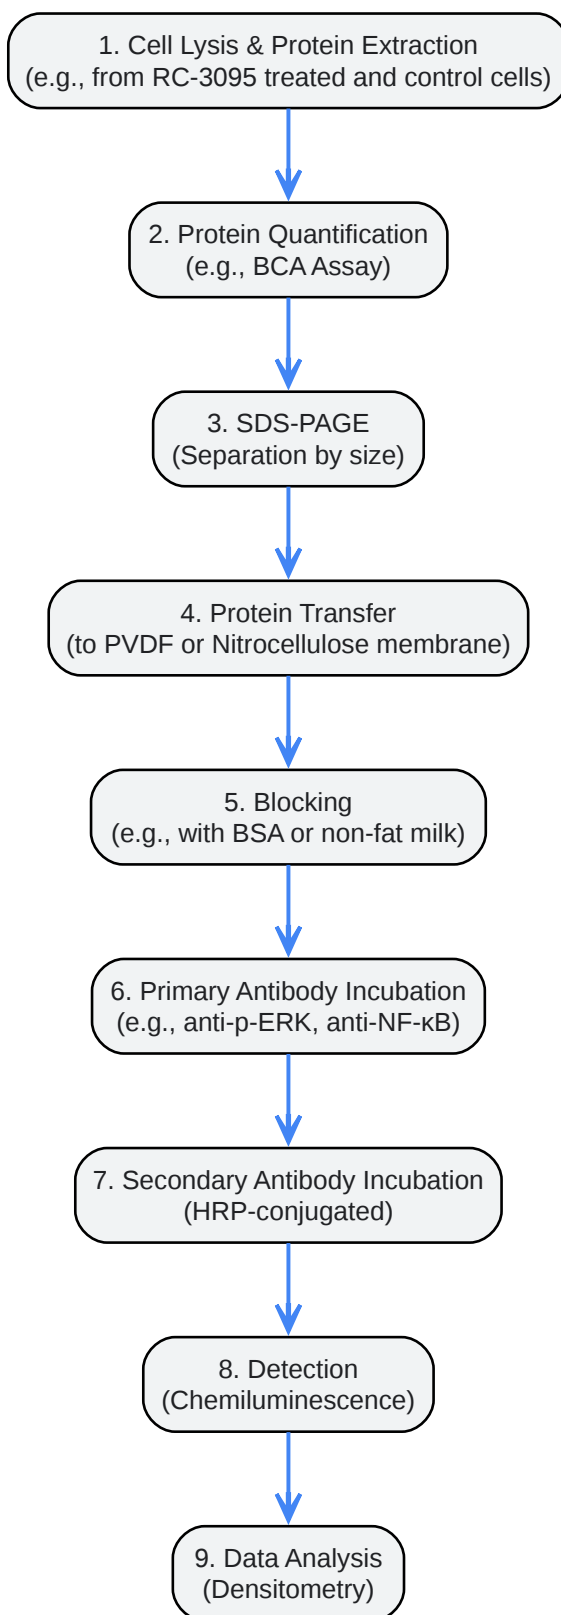 1. Cell Lysis & Protein Extraction
(e.g., from RC-3095 treated and control cells)
2. Protein Quantification
(e.g., BCA Assay)
3. SDS-PAGE
(Separation by size)
4. Protein Transfer
(to PVDF or Nitrocellulose membrane)
5. Blocking
(e.g., with BSA or non-fat milk)
6. Primary Antibody Incubation
(e.g., anti-p-ERK, anti-NF-κB)
7. Secondary Antibody Incubation
(HRP-conjugated)
8. Detection
(Chemiluminescence)
9. Data Analysis
(Densitometry)